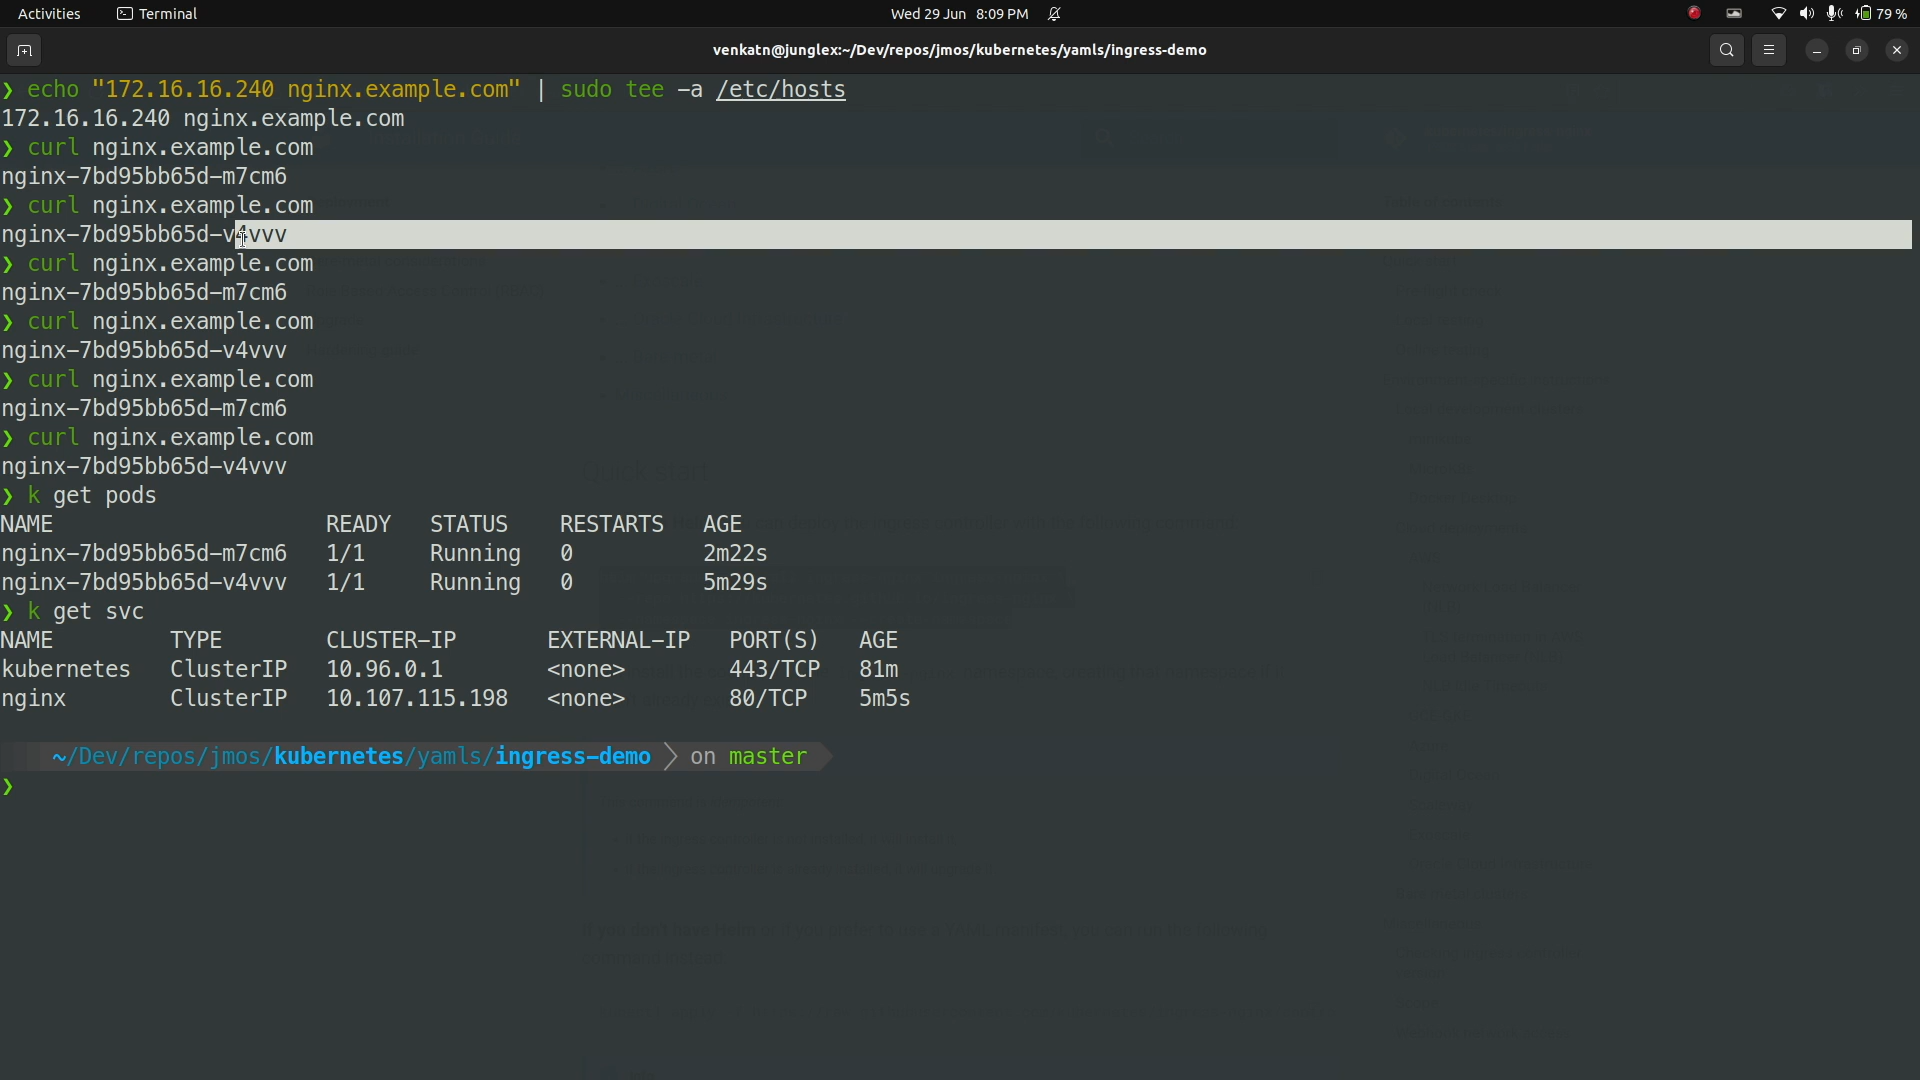 Activities Terminal Wed 29 Jun 8:09 PM 79 %
venkatn@junglex:~/Dev/repos/jmos/kubernetes/yamls/ingress-demo
❯ echo "172.16.16.240 nginx.example.com" | sudo tee -a /etc/hosts
172.16.16.240 nginx.example.com
❯ curl nginx.example.com
nginx-7bd95bb65d-m7cm6
❯ curl nginx.example.com
nginx-7bd95bb65d-v4vvv
❯ curl nginx.example.com
nginx-7bd95bb65d-m7cm6
❯ curl nginx.example.com
nginx-7bd95bb65d-v4vvv
❯ curl nginx.example.com
nginx-7bd95bb65d-m7cm6
❯ curl nginx.example.com
nginx-7bd95bb65d-v4vvv
❯ k get pods
NAME READY STATUS RESTARTS AGE
nginx-7bd95bb65d-m7cm6 1/1 Running 0 2m22s
nginx-7bd95bb65d-v4vvv 1/1 Running 0 5m29s
❯ k get svc
NAME TYPE CLUSTER-IP EXTERNAL-IP PORT(S) AGE
kubernetes ClusterIP 10.96.0.1 <none> 443/TCP 81m
nginx ClusterIP 10.107.115.198 <none> 80/TCP 5m5s
~/Dev/repos/jmos/kubernetes/yamls/ingress-demo on master
❯